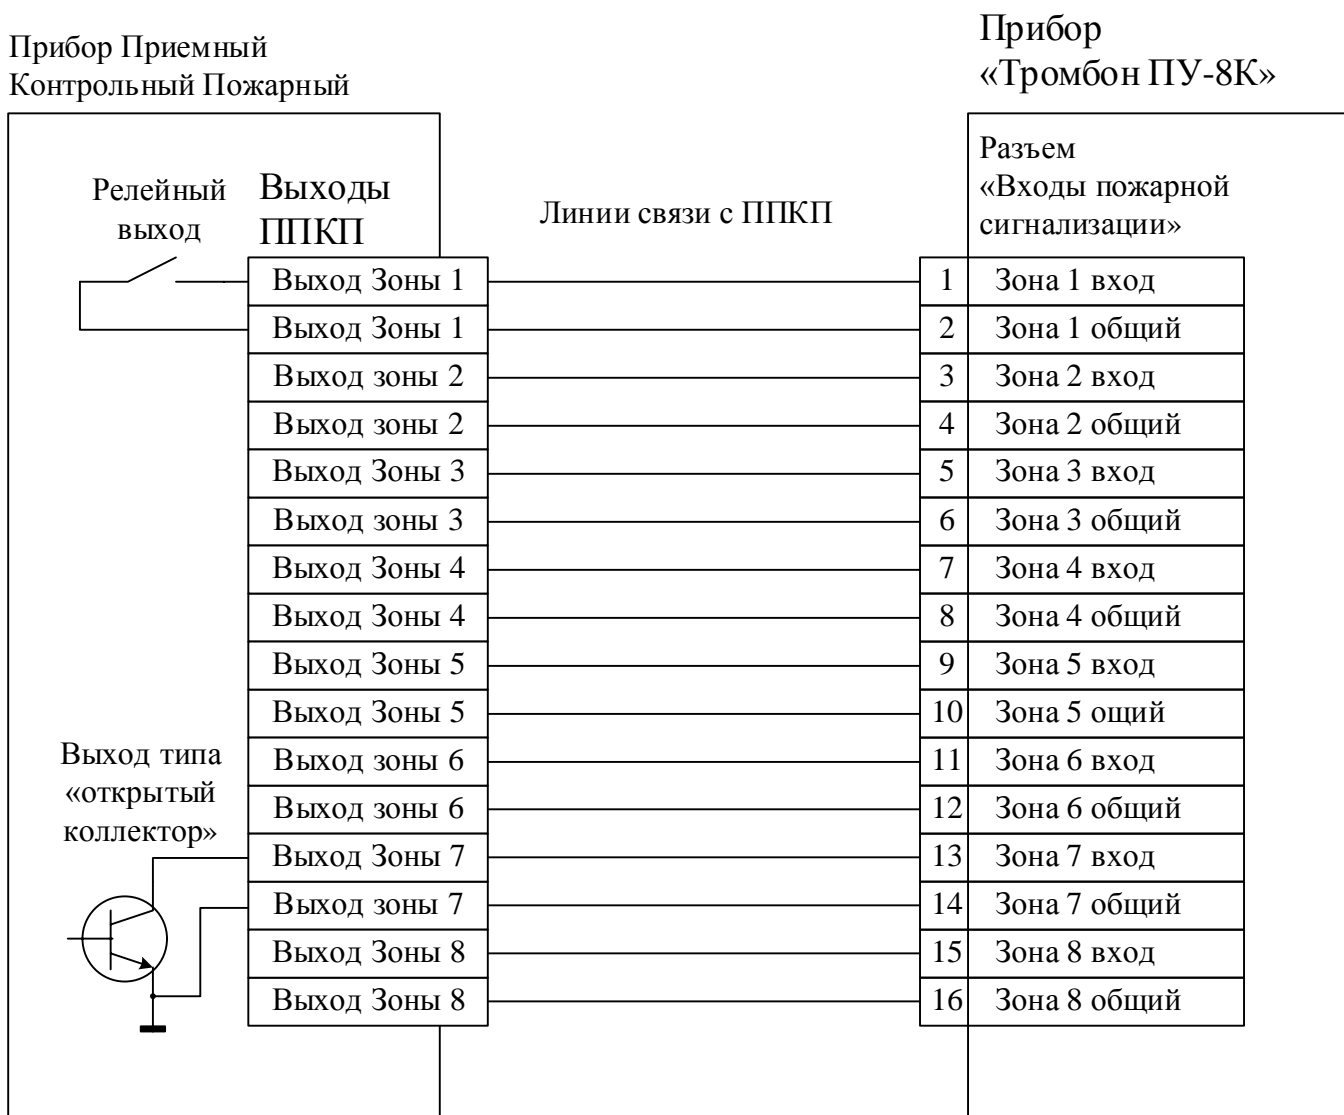 Прибор Приемный
Контрольный Пожарный
Прибор
«Тромбон ПУ-8К»
Релейный
выход
Выходы
ППКП
Линии связи с ППКП
Разъем
«Входы пожарной
сигнализации»
Выход Зоны 1
1
Зона 1 вход
Выход Зоны 1
2
Зона 1 общий
Выход зоны 2
3
Зона 2 вход
Выход зоны 2
4
Зона 2 общий
Выход Зоны 3
5
Зона 3 вход
Выход зоны 3
6
Зона 3 общий
Выход Зоны 4
7
Зона 4 вход
Выход Зоны 4
8
Зона 4 общий
Выход Зоны 5
9
Зона 5 вход
Выход Зоны 5
10
Зона 5 ощий
Выход зоны 6
11
Зона 6 вход
Выход зоны 6
12
Зона 6 общий
Выход типа
«открытый
коллектор»
Выход Зоны 7
13
Зона 7 вход
Выход зоны 7
14
Зона 7 общий
Выход Зоны 8
15
Зона 8 вход
Выход Зоны 8
16
Зона 8 общий